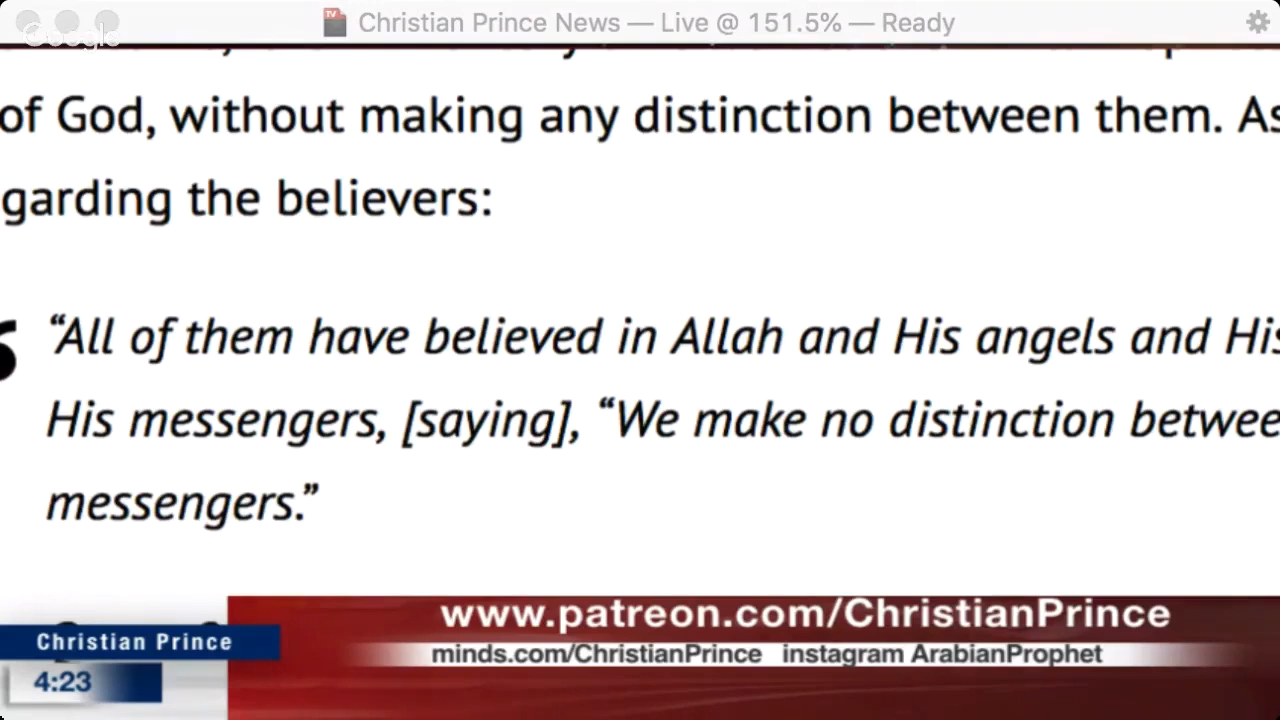 Christian Prince News — Live @ 151.5% — Ready
Google
of God, without making any distinction between them. As
garding the believers:
“All of them have believed in Allah and His angels and His
His messengers, [saying], “We make no distinction betwee
messengers.”
www.patreon.com/ChristianPrince
Christian Prince
minds.com/ChristianPrince instagram ArabianProphet
4:23